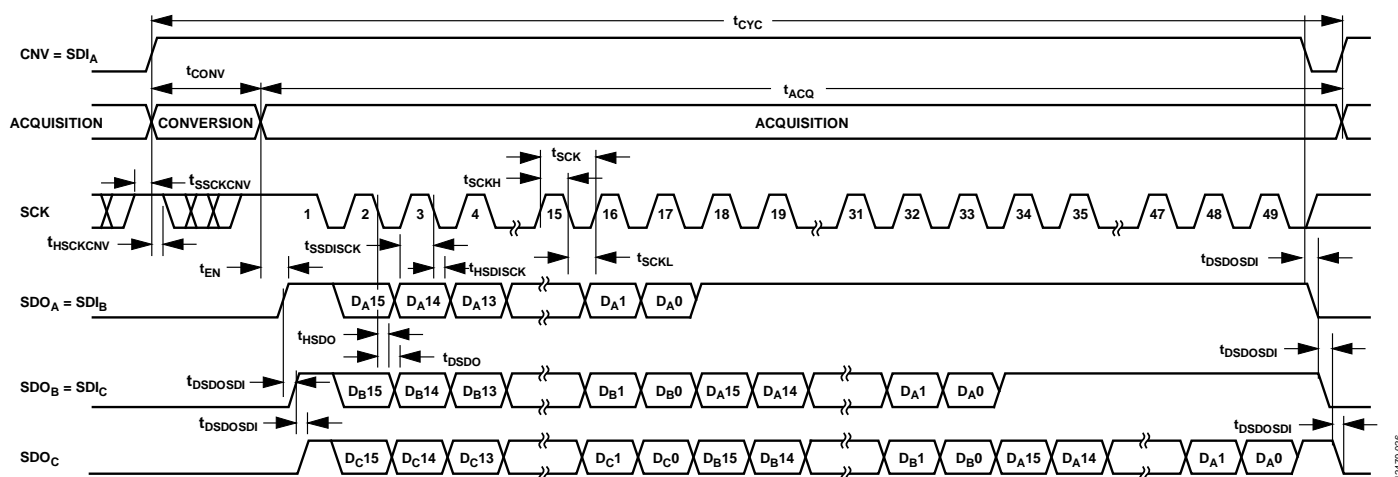 tCYC
CNV = SDIA
tCONV
tACQ
ACQUISITION CONVERSION ACQUISITION
tSCK
tSSCKCNV
tSCKH
SCK
1 2 3 4 15 16 17 18 19 31 32 33 34 35 47 48 49
tHSCKCNV
tSSDISCK
tSCKL
tEN
tHSDISCK
tDSDOSDI
SDOA = SDIB
DA15 DA14 DA13 DA1 DA0
tHSDO
tDSDO
tDSDOSDI
tDSDOSDI
SDOB = SDIC
DB15 DB14 DB13 DB1 DB0 DA15 DA14 DA1 DA0
tDSDOSDI
tDSDOSDI
SDOC
DC15 DC14 DC13 DC1 DC0 DB15 DB14 DB1 DB0 DA15 DA14 DA1 DA0